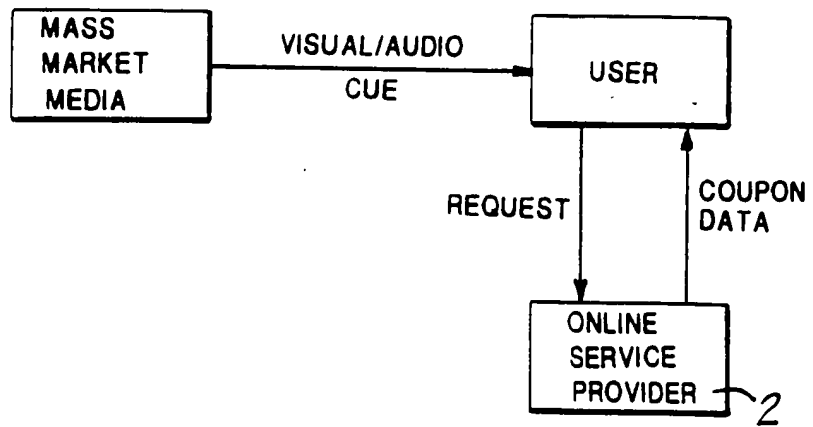 MASS
MARKET
MEDIA
VISUAL/AUDIO
CUE
USER
REQUEST
COUPON
DATA
ONLINE
SERVICE
PROVIDER
2